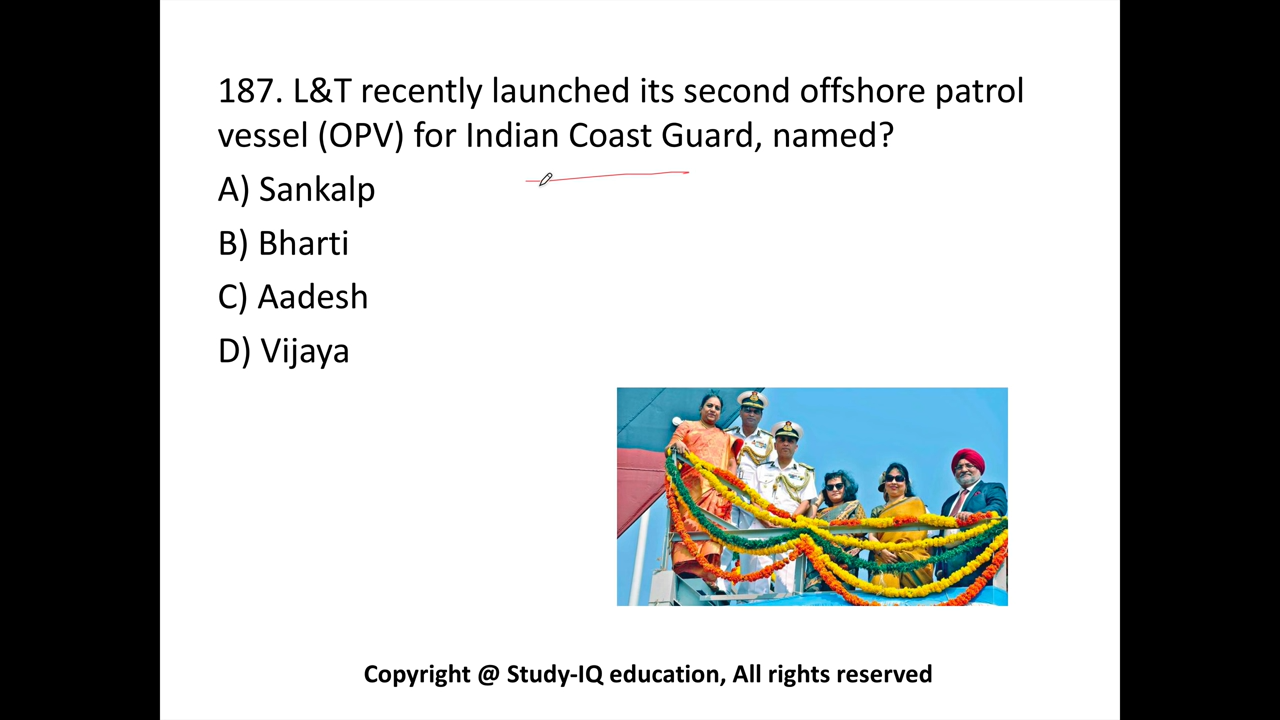 187. L&T recently launched its second offshore patrol
vessel (OPV) for Indian Coast Guard, named?
A) Sankalp
B) Bharti
C) Aadesh
D) Vijaya
Copyright @ Study-IQ education, All rights reserved